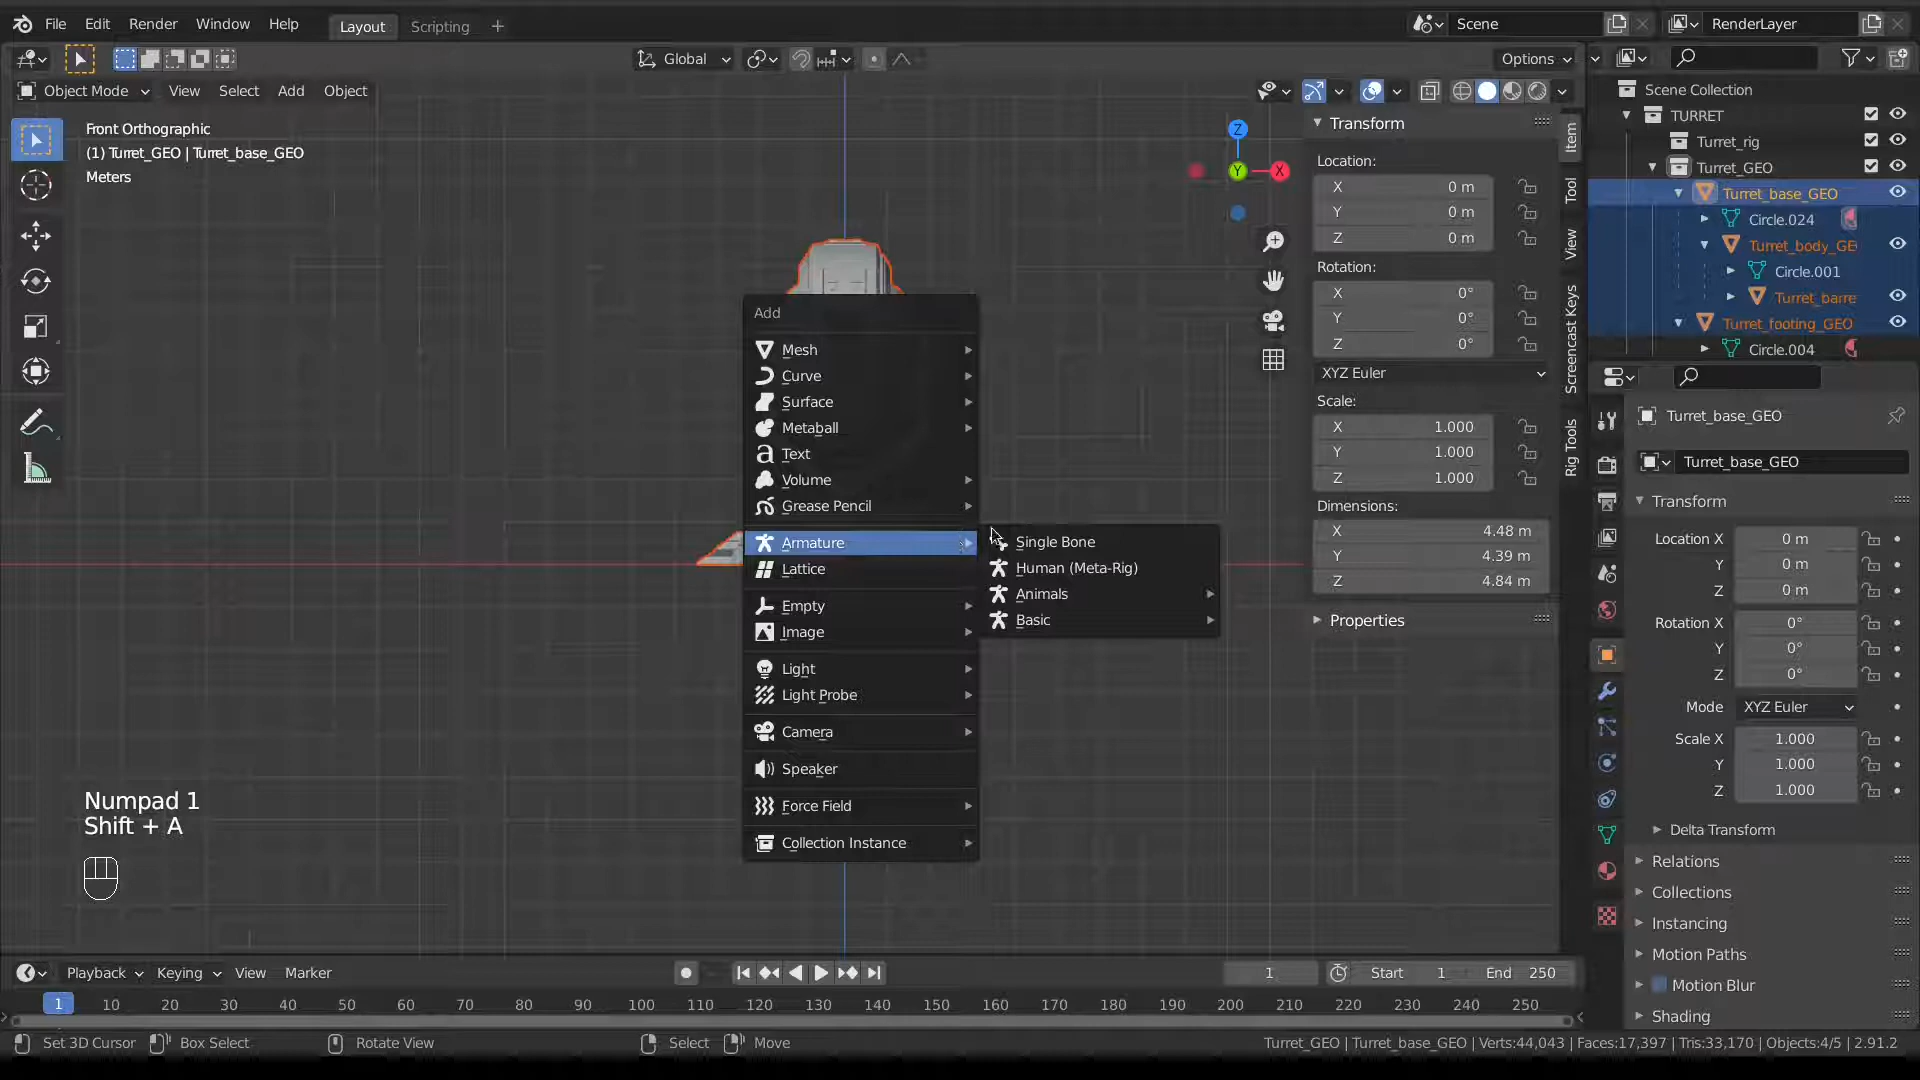 File Edit Render Window Help Layout Scripting + Scene RenderLayer
Global Options
Object Mode View Select Add Object
Front Orthographic
(1) Turret_GEO | Turret_base_GEO
Meters
Z
Y
X
Add
Mesh
Curve
Surface
Metaball
Text
Volume
Grease Pencil
Armature
Lattice
Empty
Image
Light
Light Probe
Camera
Speaker
Force Field
Collection Instance
Single Bone
Human (Meta-Rig)
Animals
Basic
Numpad 1
Shift + A
Transform
Location:
X 0 m
Y 0 m
Z 0 m
Rotation:
X 0°
Y 0°
Z 0°
XYZ Euler
Scale:
X 1.000
Y 1.000
Z 1.000
Dimensions:
X 4.48 m
Y 4.39 m
Z 4.84 m
Properties
Item
Tool
View
Screencast Keys
Rig Tools
Scene Collection
TURRET
Turret_rig
Turret_GEO
Turret_base_GEO
Circle.024
Turret_body_GE
Circle.001
Turret_barre
Turret_footing_GEO
Circle.004
Turret_base_GEO
Turret_base_GEO
Transform
Location X 0 m
Y 0 m
Z 0 m
Rotation X 0°
Y 0°
Z 0°
Mode XYZ Euler
Scale X 1.000
Y 1.000
Z 1.000
Delta Transform
Relations
Collections
Instancing
Motion Paths
Motion Blur
Shading
Playback Keying View Marker 1 Start 1 End 250
1 10 20 30 40 50 60 70 80 90 100 110 120 130 140 150 160 170 180 190 200 210 220 230 240 250
Set 3D Cursor Box Select Rotate View Select Move Turret_GEO | Turret_base_GEO | Verts:44,043 | Faces:17,397 | Tris:33,170 | Objects:4/5 | 2.91.2